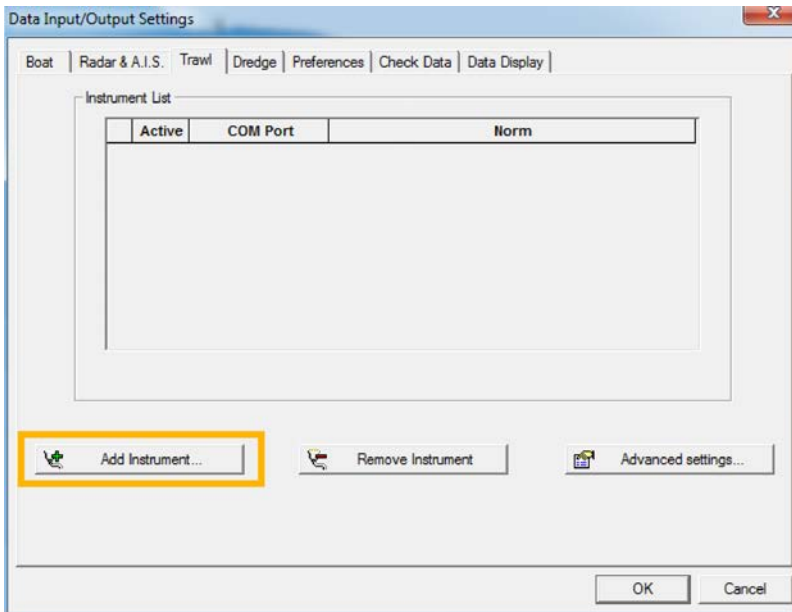 Data Input/Output Settings
Boat Radar & A.I.S. Trawl Dredge Preferences Check Data Data Display
Instrument List
Active COM Port Norm
Add Instrument... Remove Instrument Advanced settings...
OK Cancel